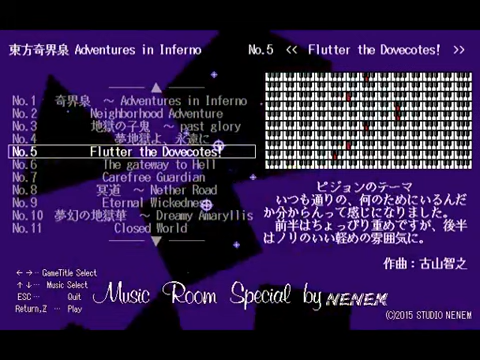 東方奇界泉 Adventures in Inferno
No.5 << Flutter the Dovecotes! >>
No.1 奇界泉 ～ Adventures in Inferno
No.2 Neighborhood Adventure
No.3 地獄の子鬼 ～ past glory
No.4 夢地獄よ、永遠に
No.5 Flutter the Dovecotes!
No.6 The gateway to Hell
No.7 Carefree Guardian
No.8 冥道 ～ Nether Road
No.9 Eternal Wickedness
No.10 夢幻の地獄華 ～ Dreamy Amaryllis
No.11 Closed World
ピジョンのテーマ
いつも通りの、何のためにいるんだ
か分からんって感じになりました。
前半はちょっぴり重めですが、後半
はノリのいい軽めの雰囲気に。
作曲：古山智之
←→… GameTitle Select
↑↓… Music Select
ESC… Quit
Return,Z… Play
Music Room Special by NENEM
(C)2015 STUDIO NENEM